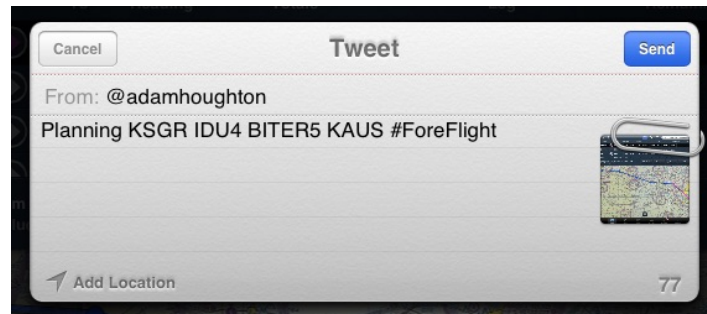 Cancel
Tweet
Send
From: @adamhoughton
Planning KSGR IDU4 BITER5 KAUS #ForeFlight
Add Location
77